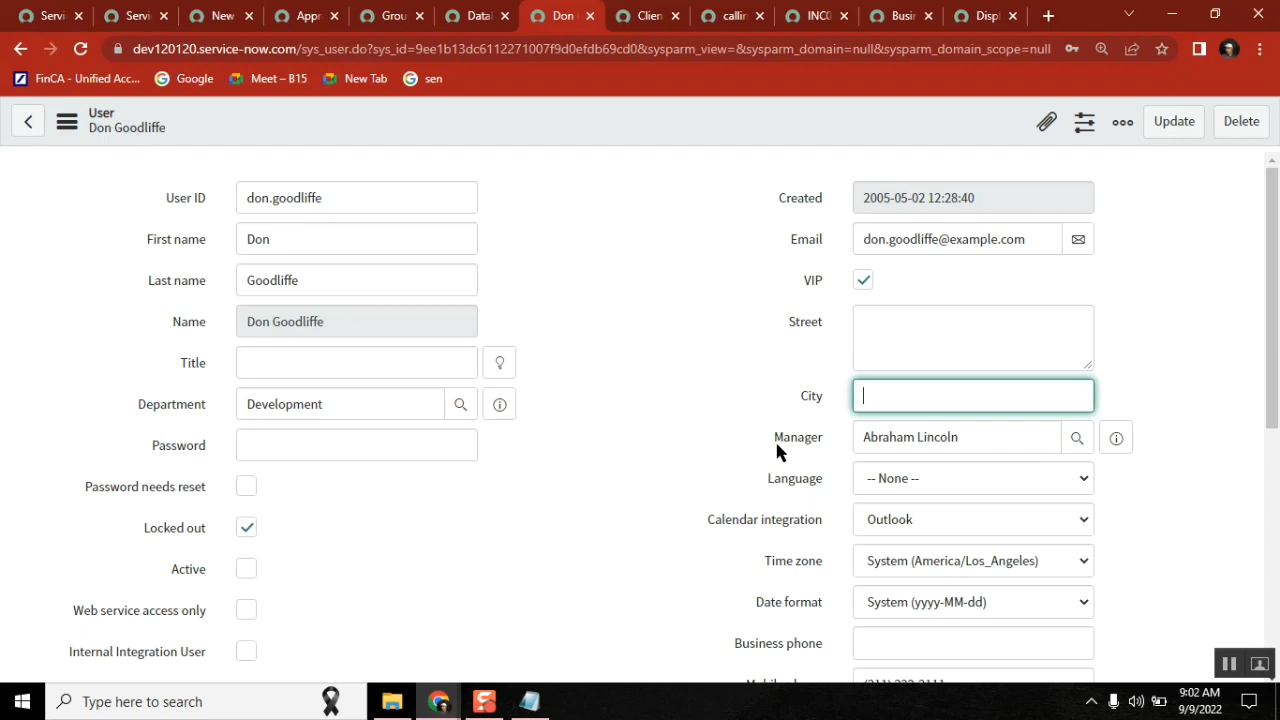 Servi
Servi
New
Appr
Grou
Datal
Don
Clien
callin
INC0
Busir
Displ
dev120120.service-now.com/sys_user.do?sys_id=9ee1b13dc6112271007f9d0efdb69cd0&sysparm_view=&sysparm_domain=null&sysparm_domain_scope=null
FinCA - Unified Acc...
Google
Meet – B15
New Tab
sen
User
Don Goodliffe
Update
Delete
User ID
don.goodliffe
First name
Don
Last name
Goodliffe
Name
Don Goodliffe
Title
Department
Development
Password
Password needs reset
Locked out
Active
Web service access only
Internal Integration User
Created
2005-05-02 12:28:40
Email
don.goodliffe@example.com
VIP
Street
City
Manager
Abraham Lincoln
Language
-- None --
Calendar integration
Outlook
Time zone
System (America/Los_Angeles)
Date format
System (yyyy-MM-dd)
Business phone
Type here to search
9:02 AM
9/9/2022